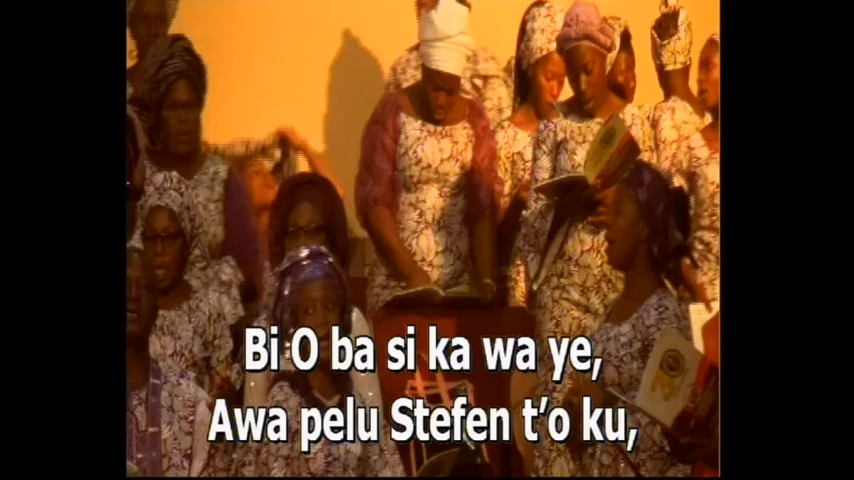 Bi O ba si ka wa ye,
Awa pelu Stefen t'o ku,